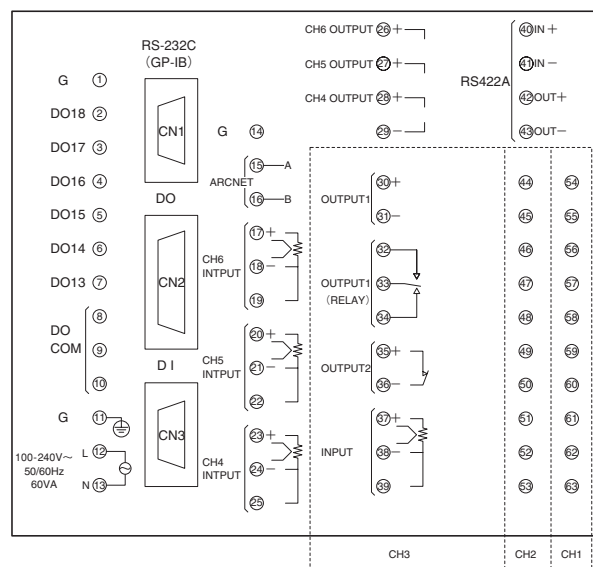 RS-232C
(GP-IB)
G ①
DO18 ②
DO17 ③
DO16 ④
DO15 ⑤
DO14 ⑥
DO13 ⑦
DO COM ⑧
⑨
⑩
G ⑪
100-240V～
50/60Hz
60VA
L ⑫
N ⑬
CN1
DO
CN2
D I
CN3
G ⑭
ARCNET
⑮ A
⑯ B
CH6
INTPUT
⑰ +
⑱ −
⑲
CH5
INTPUT
⑳ +
㉑ −
㉒
CH4
INTPUT
㉓ +
㉔ −
㉕
CH6 OUTPUT ㉖ +
CH5 OUTPUT ㉗ +
CH4 OUTPUT ㉘ +
㉙ −
OUTPUT1
㉚ +
㉛ −
OUTPUT1
(RELAY)
㉜
㉝
㉞
OUTPUT2
㉟ +
㊱ −
INPUT
㊲ +
㊳ −
㊴
RS422A
㊵ IN +
㊶ IN −
㊷ OUT+
㊸ OUT−
㊹ 54
㊺ 55
㊻ 56
㊼ 57
㊽ 58
㊾ 59
㊿ 60
51 61
52 62
53 63
CH3
CH2
CH1